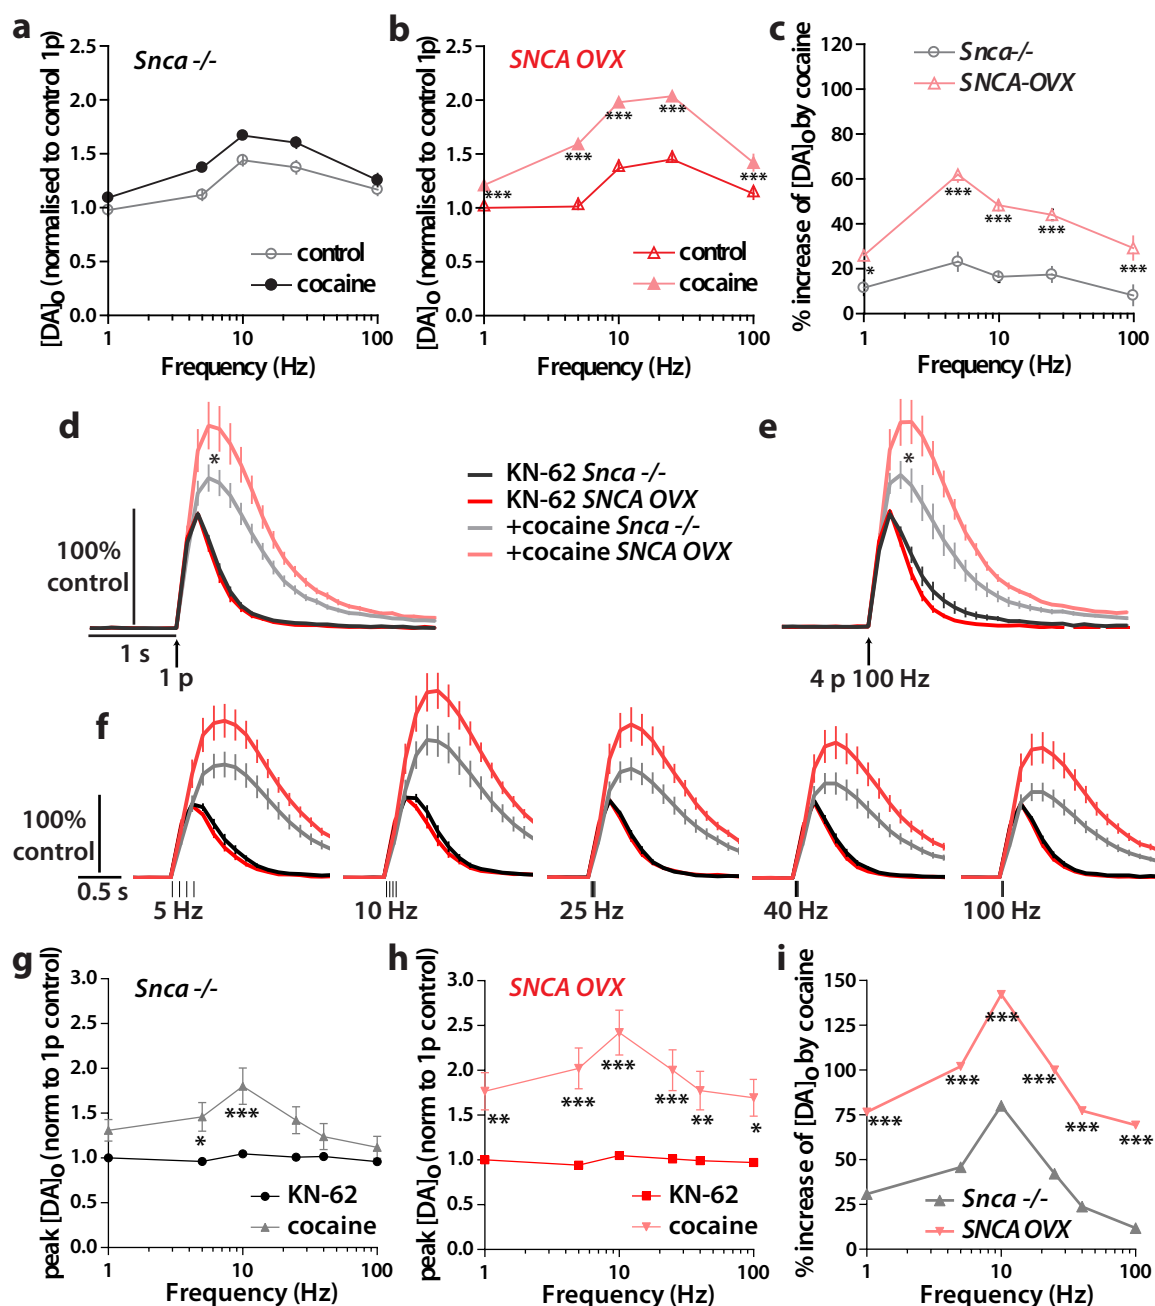 a
Snca -/-
[DA]o (normalised to control 1p)
2.5
2.0
1.5
1.0
0.5
0.0
control
cocaine
1 10 100
Frequency (Hz)
b
SNCA OVX
[DA]o (normalised to control 1p)
2.5
2.0
1.5
1.0
0.5
0.0
***
***
***
***
***
control
cocaine
1 10 100
Frequency (Hz)
c
Snca-/-
SNCA-OVX
% increase of [DA]o by cocaine
120
100
80
60
40
20
0
*
***
***
***
***
1 10 100
Frequency (Hz)
d
*
100%
control
1 s
1 p
KN-62 Snca -/-
KN-62 SNCA OVX
+cocaine Snca -/-
+cocaine SNCA OVX
e
*
4 p 100 Hz
f
100%
control
0.5 s
5 Hz
10 Hz
25 Hz
40 Hz
100 Hz
g
Snca -/-
peak [DA]o (norm to 1p control)
3.0
2.5
2.0
1.5
1.0
0.5
0.0
*
***
KN-62
cocaine
1 10 100
Frequency (Hz)
h
SNCA OVX
peak [DA]o (norm to 1p control)
3.0
2.5
2.0
1.5
1.0
0.5
0.0
**
***
***
***
**
*
KN-62
cocaine
1 10 100
Frequency (Hz)
i
% increase of [DA]o by cocaine
150
125
100
75
50
25
0
***
***
***
***
***
***
Snca -/-
SNCA OVX
1 10 100
Frequency (Hz)